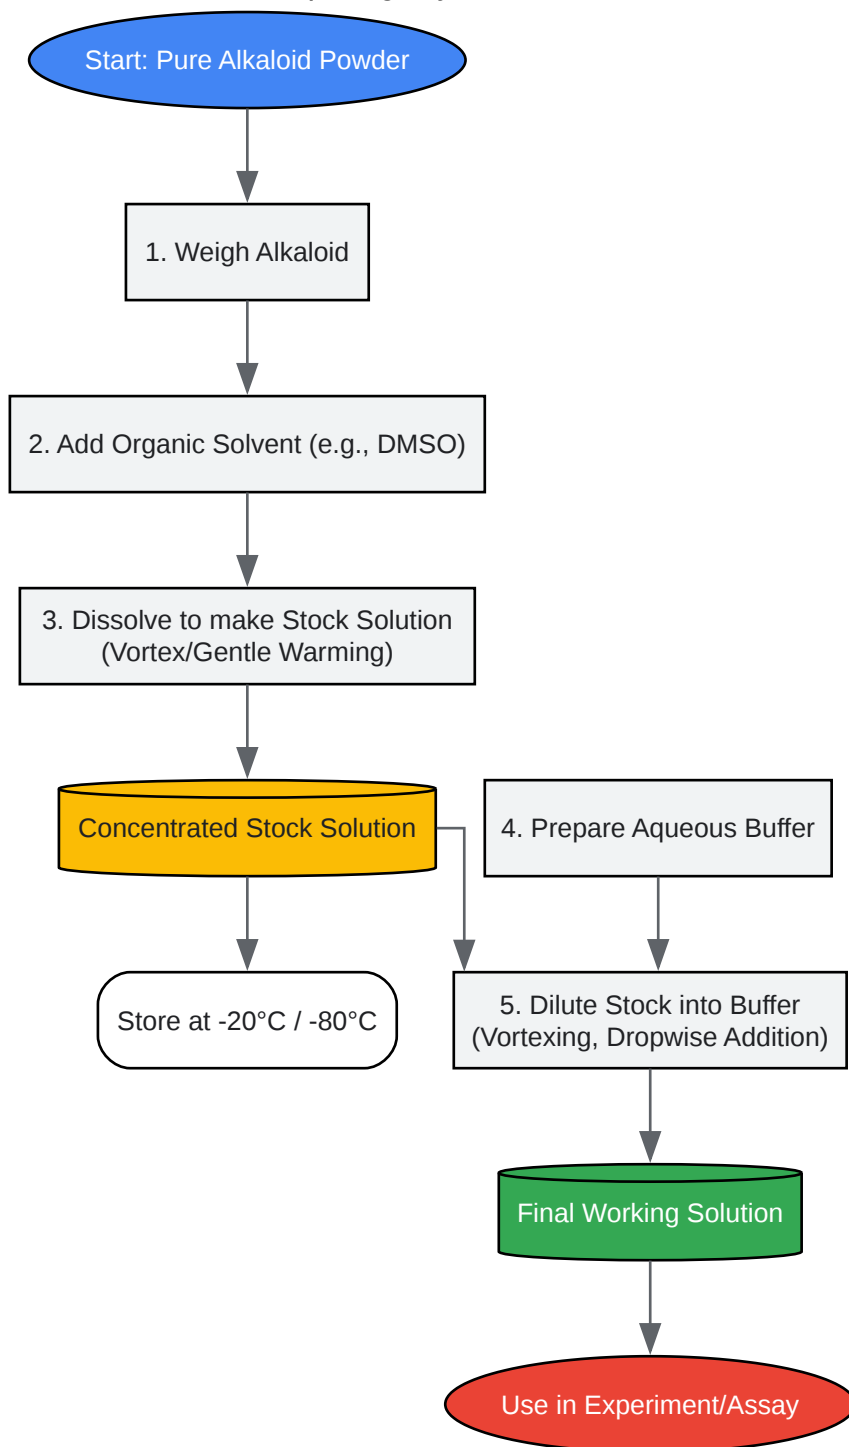 Start: Pure Alkaloid Powder
1. Weigh Alkaloid
2. Add Organic Solvent (e.g., DMSO)
3. Dissolve to make Stock Solution
(Vortex/Gentle Warming)
Concentrated Stock Solution
4. Prepare Aqueous Buffer
Store at -20°C / -80°C
5. Dilute Stock into Buffer
(Vortexing, Dropwise Addition)
Final Working Solution
Use in Experiment/Assay